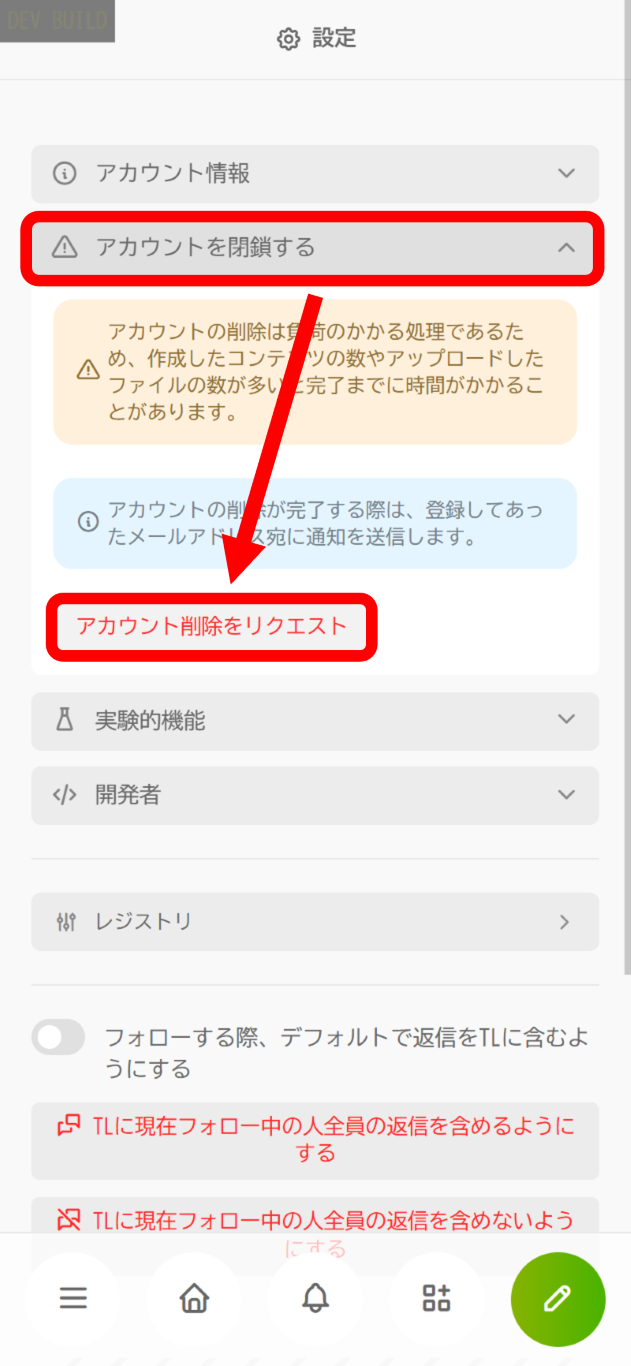 DEV BUILD
設定
アカウント情報
アカウントを閉鎖する
アカウントの削除は負荷のかかる処理であるた
め、作成したコンテンツの数やアップロードした
ファイルの数が多いと完了までに時間がかかるこ
とがあります。
アカウントの削除が完了する際は、登録してあっ
たメールアドレス宛に通知を送信します。
アカウント削除をリクエスト
実験的機能
開発者
レジストリ
フォローする際、デフォルトで返信をTLに含むよ
うにする
TLに現在フォロー中の人全員の返信を含めるように
する
TLに現在フォロー中の人全員の返信を含めないよう
にする